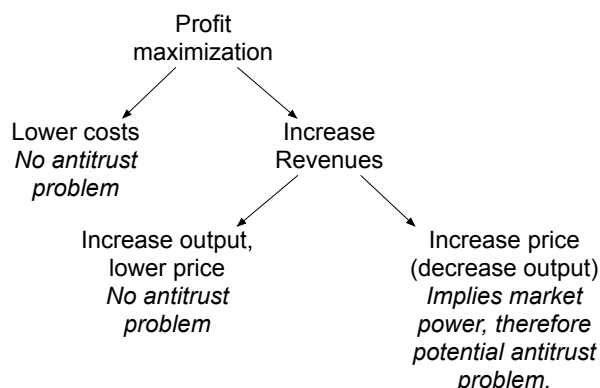 Profit
maximization
Lower costs
No antitrust
problem
Increase
Revenues
Increase output,
lower price
No antitrust
problem
Increase price
(decrease output)
Implies market
power, therefore
potential antitrust
problem.